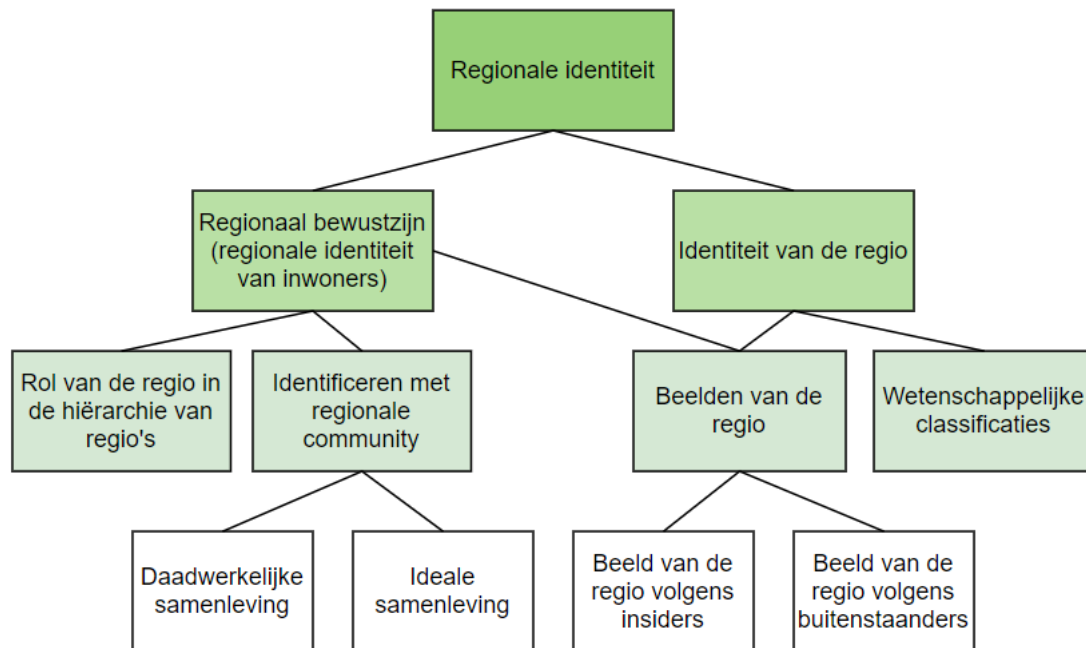 Regionale identiteit
Regionaal bewustzijn
(regionale identiteit
van inwoners)
Identiteit van de regio
Rol van de regio in
de hiërarchie van
regio's
Identificeren met
regionale
community
Beelden van de
regio
Wetenschappelijke
classificaties
Daadwerkelijke
samenleving
Ideale
samenleving
Beeld van de
regio volgens
insiders
Beeld van de
regio volgens
buitenstaanders